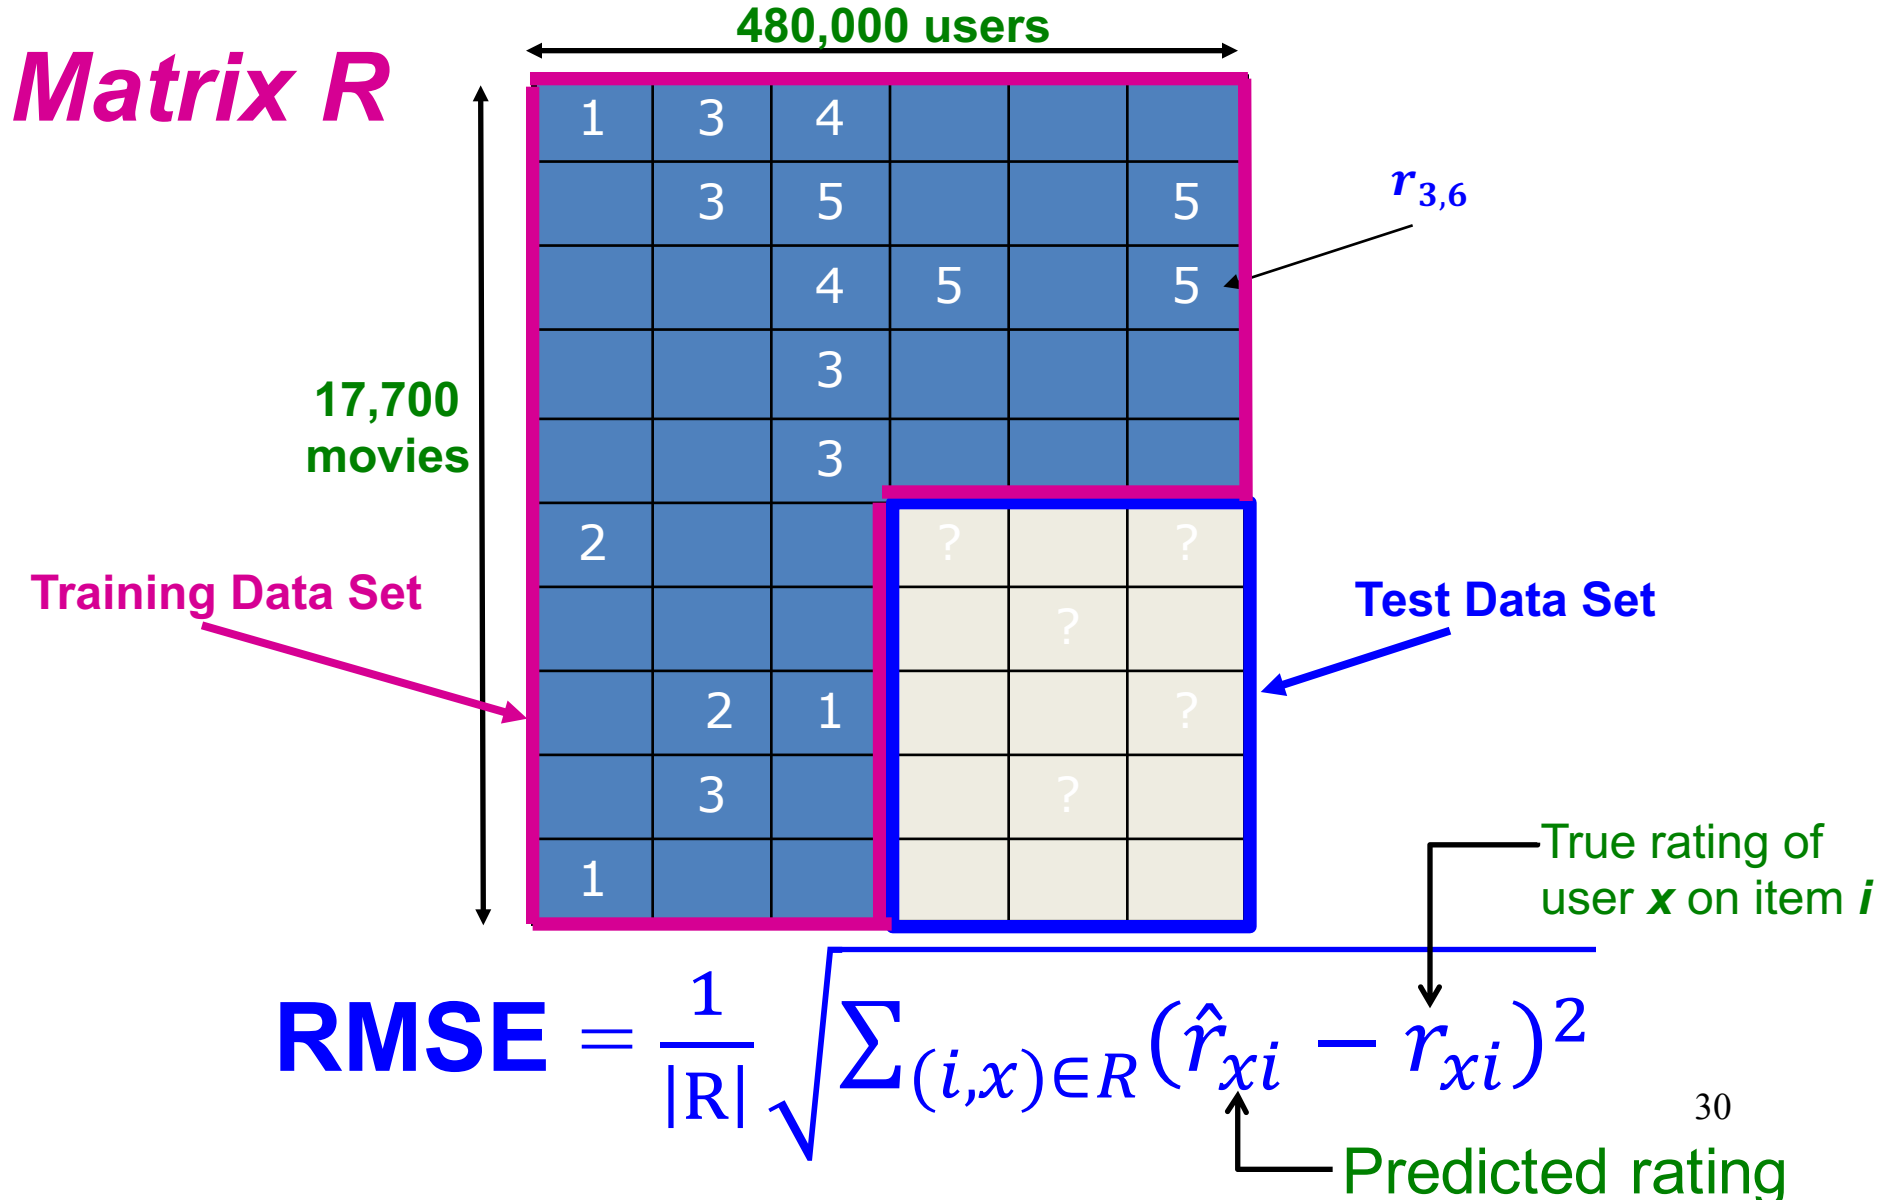 480,000 users
Matrix R
1 3 4
3 5 5
r3,6
4 5 5
3
17,700
movies
3
2 ? ?
Training Data Set
Test Data Set
?
2 1 ?
3 ?
True rating of
user x on item i
1
RMSE = 1/|R| √∑(i,x)∈R(r̂xi − rxi)²
30
Predicted rating